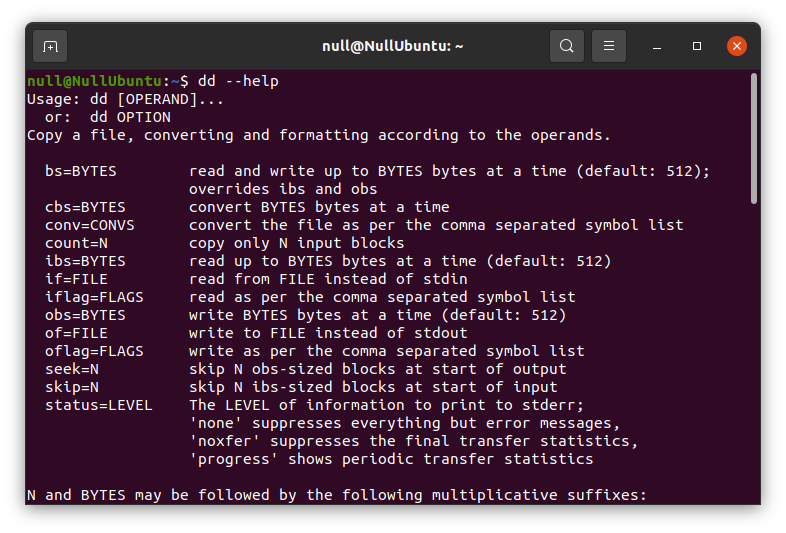 null@NullUbuntu: ~
null@NullUbuntu:~$ dd --help
Usage: dd [OPERAND]...
  or:  dd OPTION
Copy a file, converting and formatting according to the operands.

  bs=BYTES        read and write up to BYTES bytes at a time (default: 512);
                  overrides ibs and obs
  cbs=BYTES       convert BYTES bytes at a time
  conv=CONVS      convert the file as per the comma separated symbol list
  count=N         copy only N input blocks
  ibs=BYTES       read up to BYTES bytes at a time (default: 512)
  if=FILE         read from FILE instead of stdin
  iflag=FLAGS     read as per the comma separated symbol list
  obs=BYTES       write BYTES bytes at a time (default: 512)
  of=FILE         write to FILE instead of stdout
  oflag=FLAGS     write as per the comma separated symbol list
  seek=N          skip N obs-sized blocks at start of output
  skip=N          skip N ibs-sized blocks at start of input
  status=LEVEL    The LEVEL of information to print to stderr;
                  'none' suppresses everything but error messages,
                  'noxfer' suppresses the final transfer statistics,
                  'progress' shows periodic transfer statistics

N and BYTES may be followed by the following multiplicative suffixes: